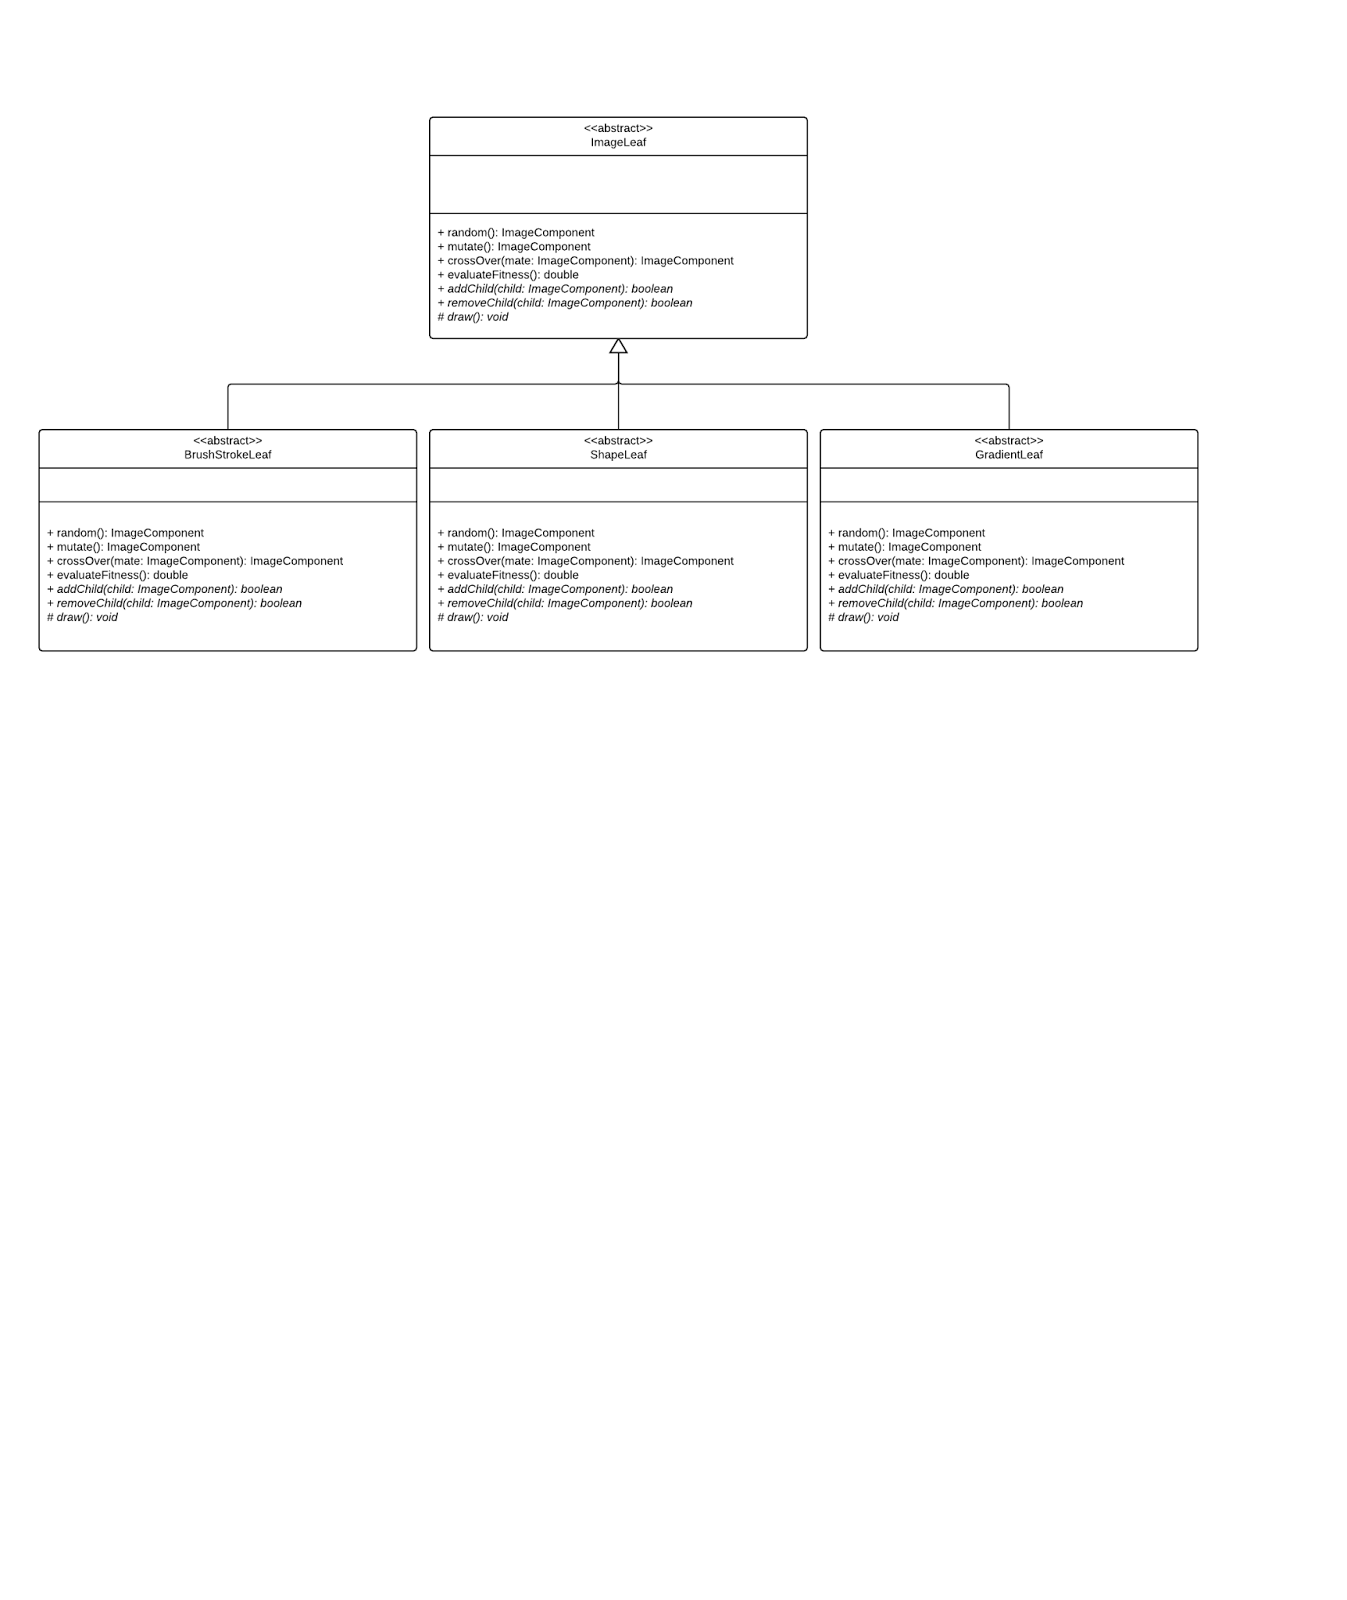 <<abstract>>
ImageLeaf
+ random(): ImageComponent
+ mutate(): ImageComponent
+ crossOver(mate: ImageComponent): ImageComponent
+ evaluateFitness(): double
+ addChild(child: ImageComponent): boolean
+ removeChild(child: ImageComponent): boolean
# draw(): void
<<abstract>>
BrushStrokeLeaf
+ random(): ImageComponent
+ mutate(): ImageComponent
+ crossOver(mate: ImageComponent): ImageComponent
+ evaluateFitness(): double
+ addChild(child: ImageComponent): boolean
+ removeChild(child: ImageComponent): boolean
# draw(): void
<<abstract>>
ShapeLeaf
+ random(): ImageComponent
+ mutate(): ImageComponent
+ crossOver(mate: ImageComponent): ImageComponent
+ evaluateFitness(): double
+ addChild(child: ImageComponent): boolean
+ removeChild(child: ImageComponent): boolean
# draw(): void
<<abstract>>
GradientLeaf
+ random(): ImageComponent
+ mutate(): ImageComponent
+ crossOver(mate: ImageComponent): ImageComponent
+ evaluateFitness(): double
+ addChild(child: ImageComponent): boolean
+ removeChild(child: ImageComponent): boolean
# draw(): void